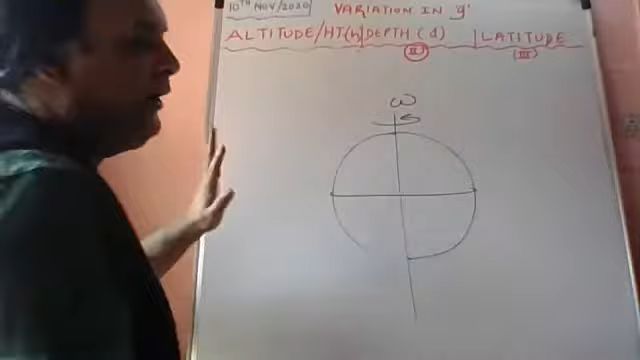 10TH NOV/2020
VARIATION IN g'
ALTITUDE/HT(h) DEPTH (d) | LATITUDE
(II) (III)
ω